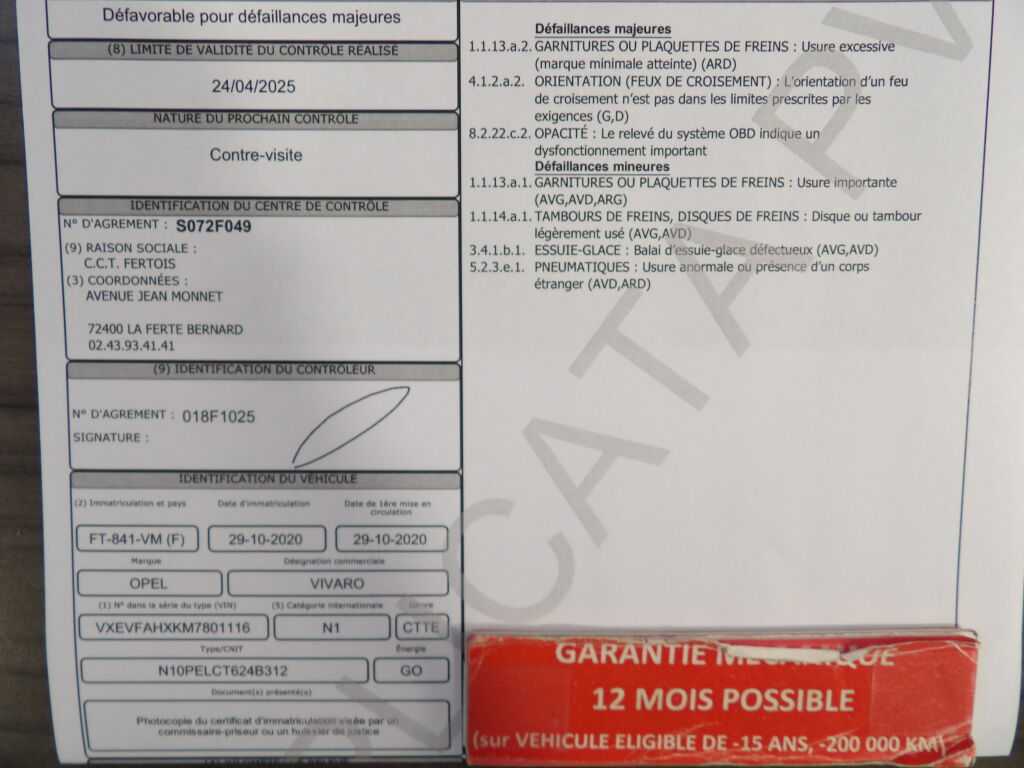 Défavorable pour défaillances majeures
(8) LIMITE DE VALIDITÉ DU CONTRÔLE RÉALISÉ
24/04/2025
NATURE DU PROCHAIN CONTRÔLE
Contre-visite
IDENTIFICATION DU CENTRE DE CONTRÔLE
N° D'AGREMENT : S072F049
(9) RAISON SOCIALE :
C.C.T. FERTOIS
(3) COORDONNÉES :
AVENUE JEAN MONNET
72400 LA FERTE BERNARD
02.43.93.41.41
(9) IDENTIFICATION DU CONTRÔLEUR
N° D'AGREMENT : 018F1025
SIGNATURE :
IDENTIFICATION DU VÉHICULE
(2) Immatriculation et pays Date d'immatriculation Date de 1ère mise en
circulation
FT-841-VM (F) 29-10-2020 29-10-2020
Marque Désignation commerciale
OPEL VIVARO
(1) N° dans la série du type (VIN) (5) Catégorie internationale Genre
VXEVFAHXKM7801116 N1 CTTE
Type/CNIT Énergie
N10PELCT624B312 GO
Document(s) présenté(s)
Photocopie du certificat d'immatriculation visée par un
commissaire-priseur ou un huissier de justice
Défaillances majeures
1.1.13.a.2. GARNITURES OU PLAQUETTES DE FREINS : Usure excessive
(marque minimale atteinte) (ARD)
4.1.2.a.2. ORIENTATION (FEUX DE CROISEMENT) : L'orientation d'un feu
de croisement n'est pas dans les limites prescrites par les
exigences (G,D)
8.2.22.c.2. OPACITÉ : Le relevé du système OBD indique un
dysfonctionnement important
Défaillances mineures
1.1.13.a.1. GARNITURES OU PLAQUETTES DE FREINS : Usure importante
(AVG,AVD,ARG)
1.1.14.a.1. TAMBOURS DE FREINS, DISQUES DE FREINS : Disque ou tambour
légèrement usé (AVG,AVD)
3.4.1.b.1. ESSUIE-GLACE : Balai d'essuie-glace défectueux (AVG,AVD)
5.2.3.e.1. PNEUMATIQUES : Usure anormale ou présence d'un corps
étranger (AVD,ARD)
PLICATA PV
GARANTIE MÉCANIQUE
12 MOIS POSSIBLE
(sur VEHICULE ELIGIBLE DE -15 ANS, -200 000 KM)